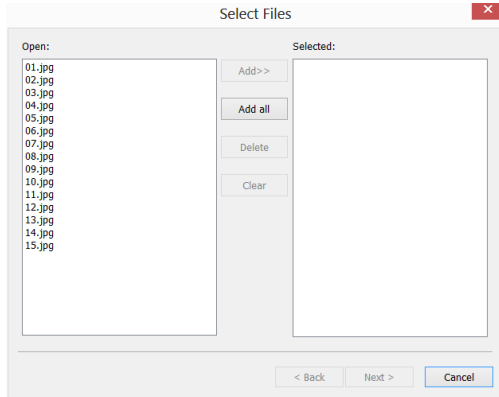 Select Files
Open:
Selected:
01.jpg
02.jpg
03.jpg
04.jpg
05.jpg
06.jpg
07.jpg
08.jpg
09.jpg
10.jpg
11.jpg
12.jpg
13.jpg
14.jpg
15.jpg
Add>>
Add all
Delete
Clear
< Back
Next >
Cancel